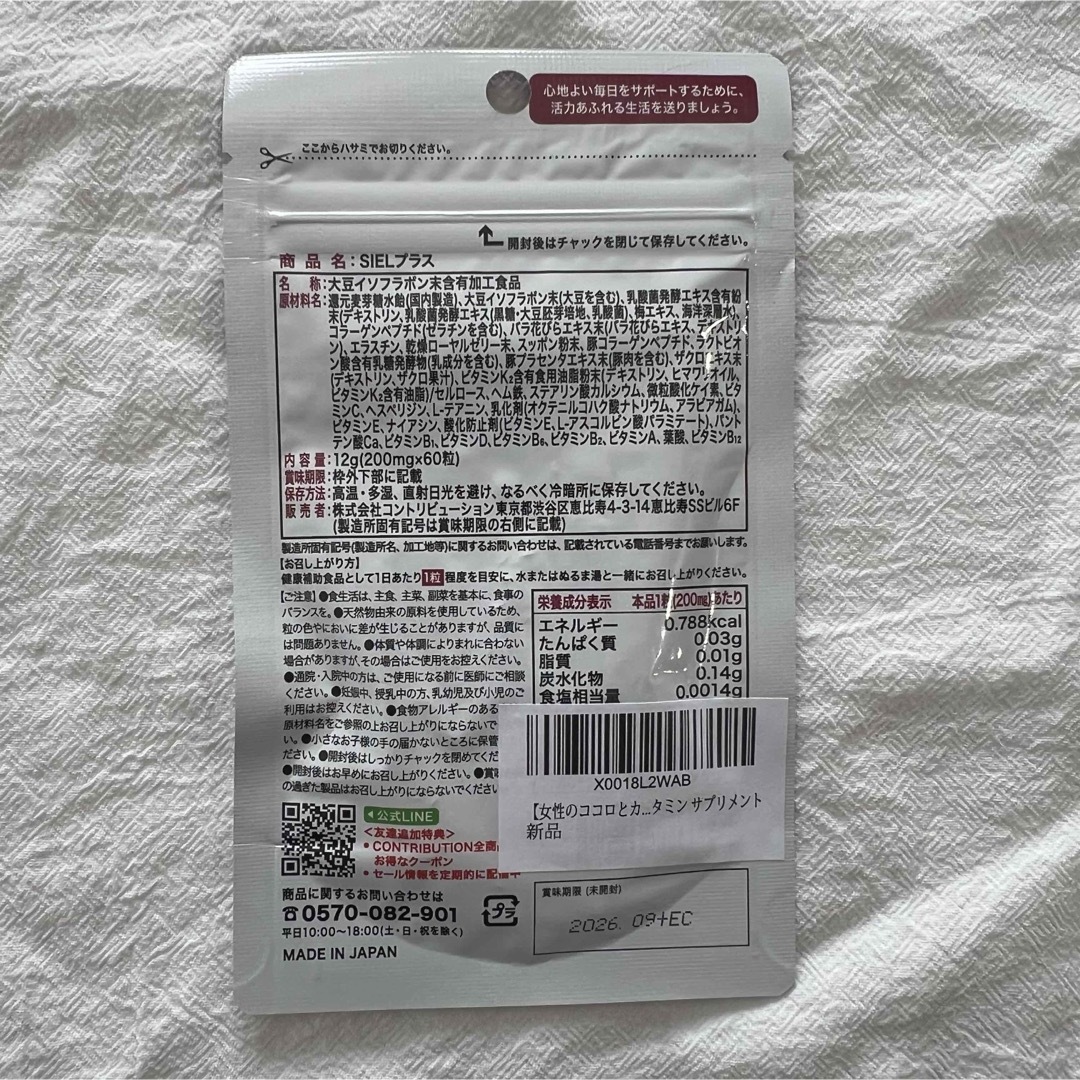 心地よい毎日をサポートするために、
活力あふれる生活を送りましょう。
ここからハサミでお切りください。
開封後はチャックを閉じて保存してください。
商品名：SIELプラス
名称：大豆イソフラボン末含有加工食品
原材料名：還元麦芽糖水飴(国内製造)、大豆イソフラボン末(大豆を含む)、乳酸菌発酵エキス含有粉
末(デキストリン、乳酸菌発酵エキス(黒糖・大豆胚芽培地、乳酸菌)、梅エキス、海洋深層水)、
コラーゲンペプチド(ゼラチンを含む)、バラ花びらエキス末(バラ花びらエキス、デキストリ
ン)、エラスチン、乾燥ローヤルゼリー末、スッポン粉末、豚コラーゲンペプチド、ラクトビオン
酸含有乳糖発酵物(乳成分を含む)、豚プラセンタエキス末(豚肉を含む)、ザクロエキス末
(デキストリン、ザクロ果汁)、ビタミンK₂含有食用油脂粉末(デキストリン、ヒマワリオイル、
ビタミンK₂含有油脂)/セルロース、ヘム鉄、ステアリン酸カルシウム、微粒酸化ケイ素、ビタ
ミンC、ヘスペリジン、L-テアニン、乳化剤(オクテニルコハク酸ナトリウム、アラビアガム)、
ビタミンE、ナイアシン、酸化防止剤(ビタミンE、L-アスコルビン酸パルミテート)、パント
テン酸Ca、ビタミンB₁、ビタミンD、ビタミンB₆、ビタミンB₂、ビタミンA、葉酸、ビタミンB₁₂
内容量：12g(200mg×60粒)
賞味期限：枠外下部に記載
保存方法：高温・多湿、直射日光を避け、なるべく冷暗所に保存してください。
販売者：株式会社コントリビューション 東京都渋谷区恵比寿4-3-14恵比寿SSビル6F
(製造所固有記号は賞味期限の右側に記載)
製造所固有記号(製造所名、加工地等)に関するお問い合わせは、記載されている電話番号までお願いします。
【お召し上がり方】
健康補助食品として1日あたり1粒程度を目安に、水またはぬるま湯と一緒にお召し上がりください。
【ご注意】●食生活は、主食、主菜、副菜を基本に、食事の
バランスを。●天然物由来の原料を使用しているため、
粒の色やにおいに差が生じることがありますが、品質に
は問題ありません。●体質や体調によりまれに合わない
場合がありますが、その場合はご使用をお控えください。
●通院・入院中の方は、ご使用になる前に医師にご相談
ください。●妊娠中、授乳中の方、乳幼児及び小児のご
利用はお控えください。●食物アレルギーのある
原材料名をご参照の上お召し上がりにならないで
い。●小さなお子様の手の届かないところに保管
ださい。●開封後はしっかりチャックを閉めてくだ
●開封後はお早めにお召し上がりください。●賞味
の過ぎた製品はお召し上がりにならないでくださ
栄養成分表示 本品1粒(200mg)あたり
エネルギー 0.788kcal
たんぱく質 0.03g
脂質 0.01g
炭水化物 0.14g
食塩相当量 0.0014g
X0018L2WAB
【女性のココロとカ...タミン サプリメント
新品
公式LINE
<友達追加特典>
• CONTRIBUTION全商
お得なクーポン
• セール情報を定期的に配信中
商品に関するお問い合わせは
☎0570-082-901
平日10:00〜18:00(土・日・祝を除く)
MADE IN JAPAN
プラ
賞味期限 (未開封)
2026. 09+EC